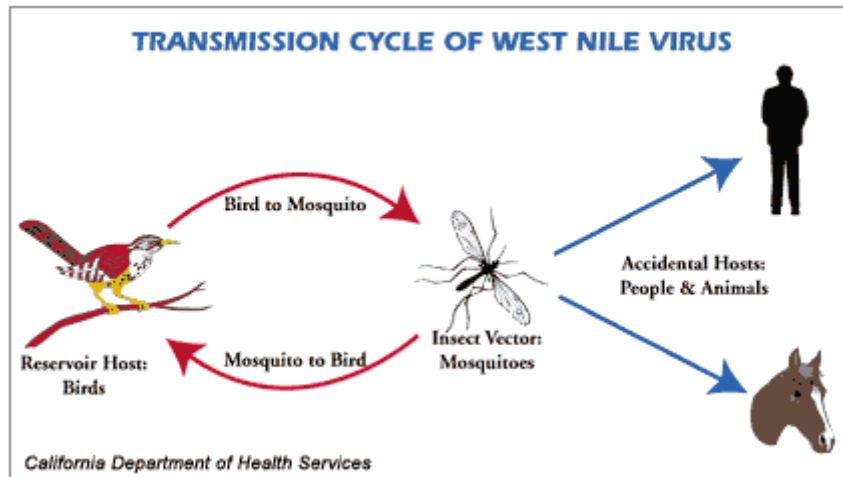 TRANSMISSION CYCLE OF WEST NILE VIRUS
Bird to Mosquito
Accidental Hosts:
People & Animals
Insect Vector:
Mosquitoes
Mosquito to Bird
Reservoir Host:
Birds
California Department of Health Services